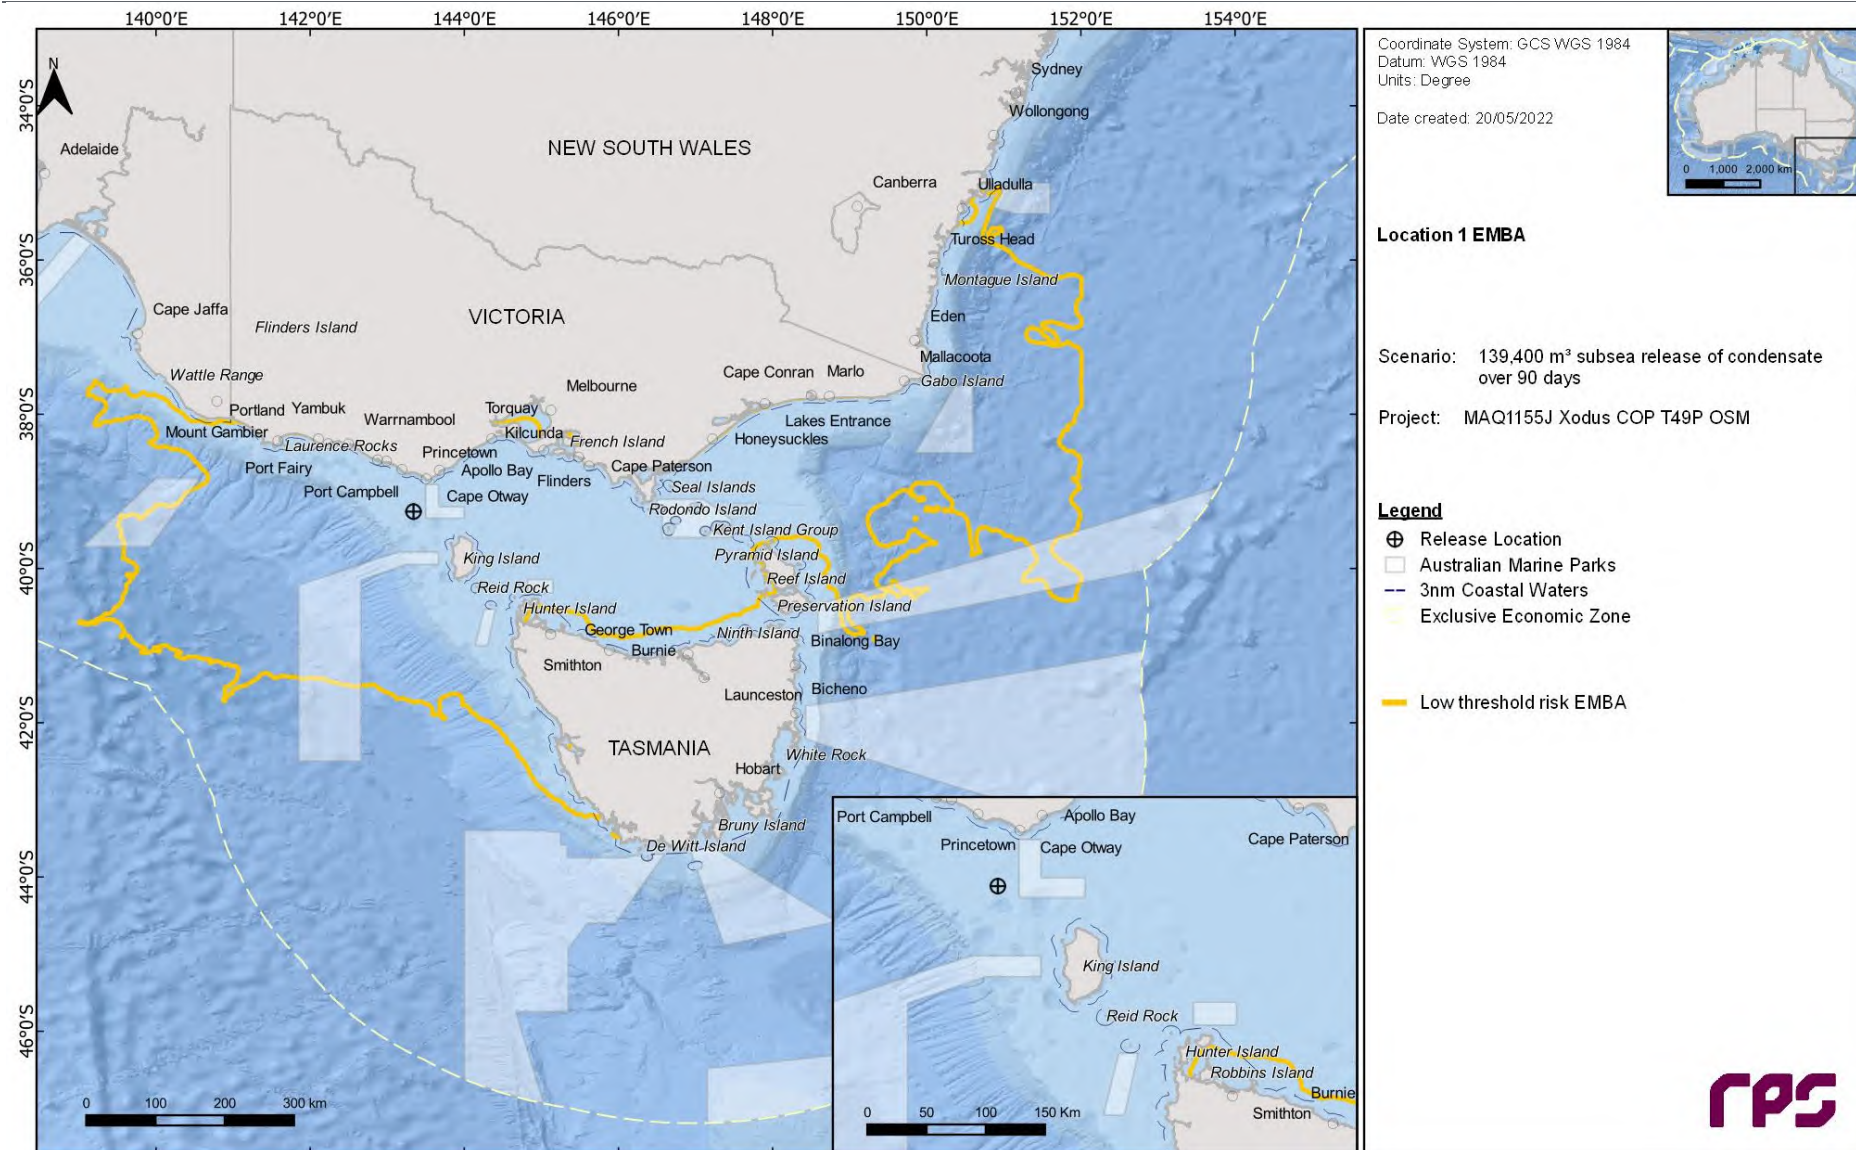 140°0'E 142°0'E 144°0'E 146°0'E 148°0'E 150°0'E 152°0'E 154°0'E
34°0'S
36°0'S
38°0'S
40°0'S
42°0'S
44°0'S
46°0'S
N
Sydney
Wollongong
NEW SOUTH WALES
Adelaide
Canberra
Ulladulla
Tuross Head
Montague Island
Cape Jaffa
Flinders Island
VICTORIA
Eden
Mallacoota
Wattle Range
Melbourne
Cape Conran
Marlo
Gabo Island
Portland
Yambuk
Warrnambool
Torquay
Lakes Entrance
Mount Gambier
Kilcunda
Honeysuckles
Laurence Rocks
French Island
Princetown
Port Fairy
Apollo Bay
Cape Paterson
Flinders
Port Campbell
Cape Otway
Seal Islands
Rodondo Island
Kent Island Group
King Island
Pyramid Island
Reid Rock
Reef Island
Hunter Island
Preservation Island
George Town
Ninth Island
Binalong Bay
Burnie
Smithton
Launceston
Bicheno
TASMANIA
White Rock
Hobart
Bruny Island
De Witt Island
0 100 200 300 km
Port Campbell
Apollo Bay
Princetown
Cape Otway
Cape Paterson
King Island
Reid Rock
Hunter Island
Robbins Island
Burnie
Smithton
0 50 100 150 Km
Coordinate System: GCS WGS 1984
Datum: WGS 1984
Units: Degree
Date created: 20/05/2022
0 1,000 2,000 km
Location 1 EMBA
Scenario: 139,400 m³ subsea release of condensate
over 90 days
Project: MAQ1155J Xodus COP T49P OSM
Legend
Release Location
Australian Marine Parks
3nm Coastal Waters
Exclusive Economic Zone
Low threshold risk EMBA
rps